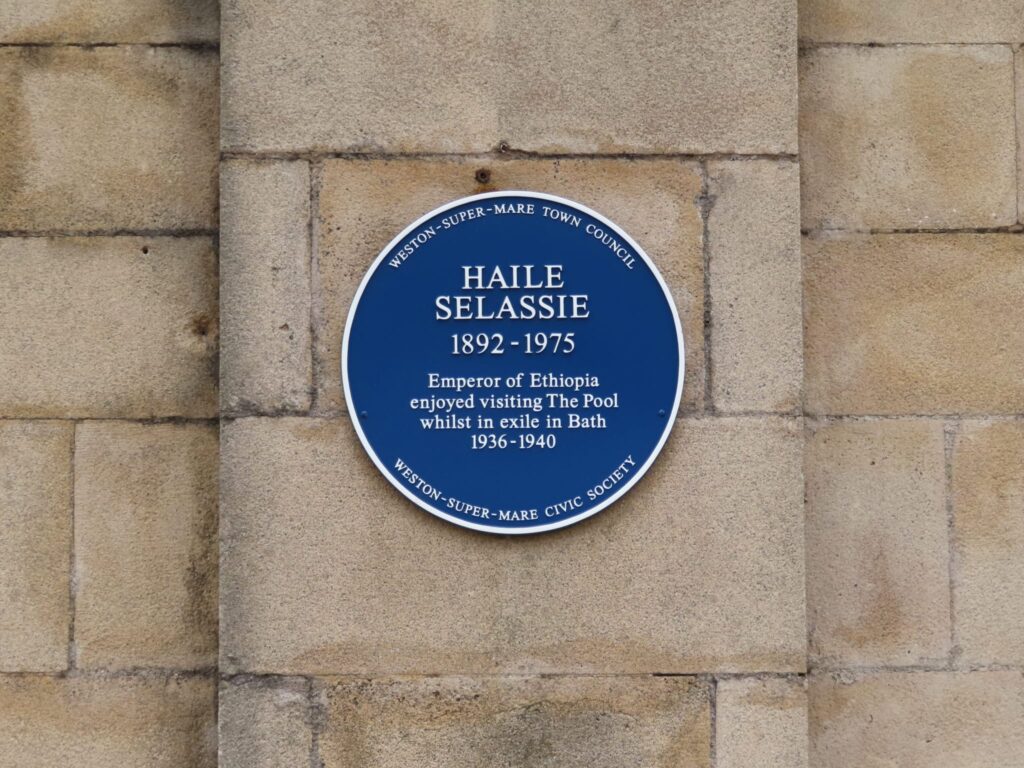 WESTON-SUPER-MARE TOWN COUNCIL
HAILE
SELASSIE
1892-1975
Emperor of Ethiopia
enjoyed visiting The Pool
whilst in exile in Bath
1936-1940
WESTON-SUPER-MARE CIVIC SOCIETY